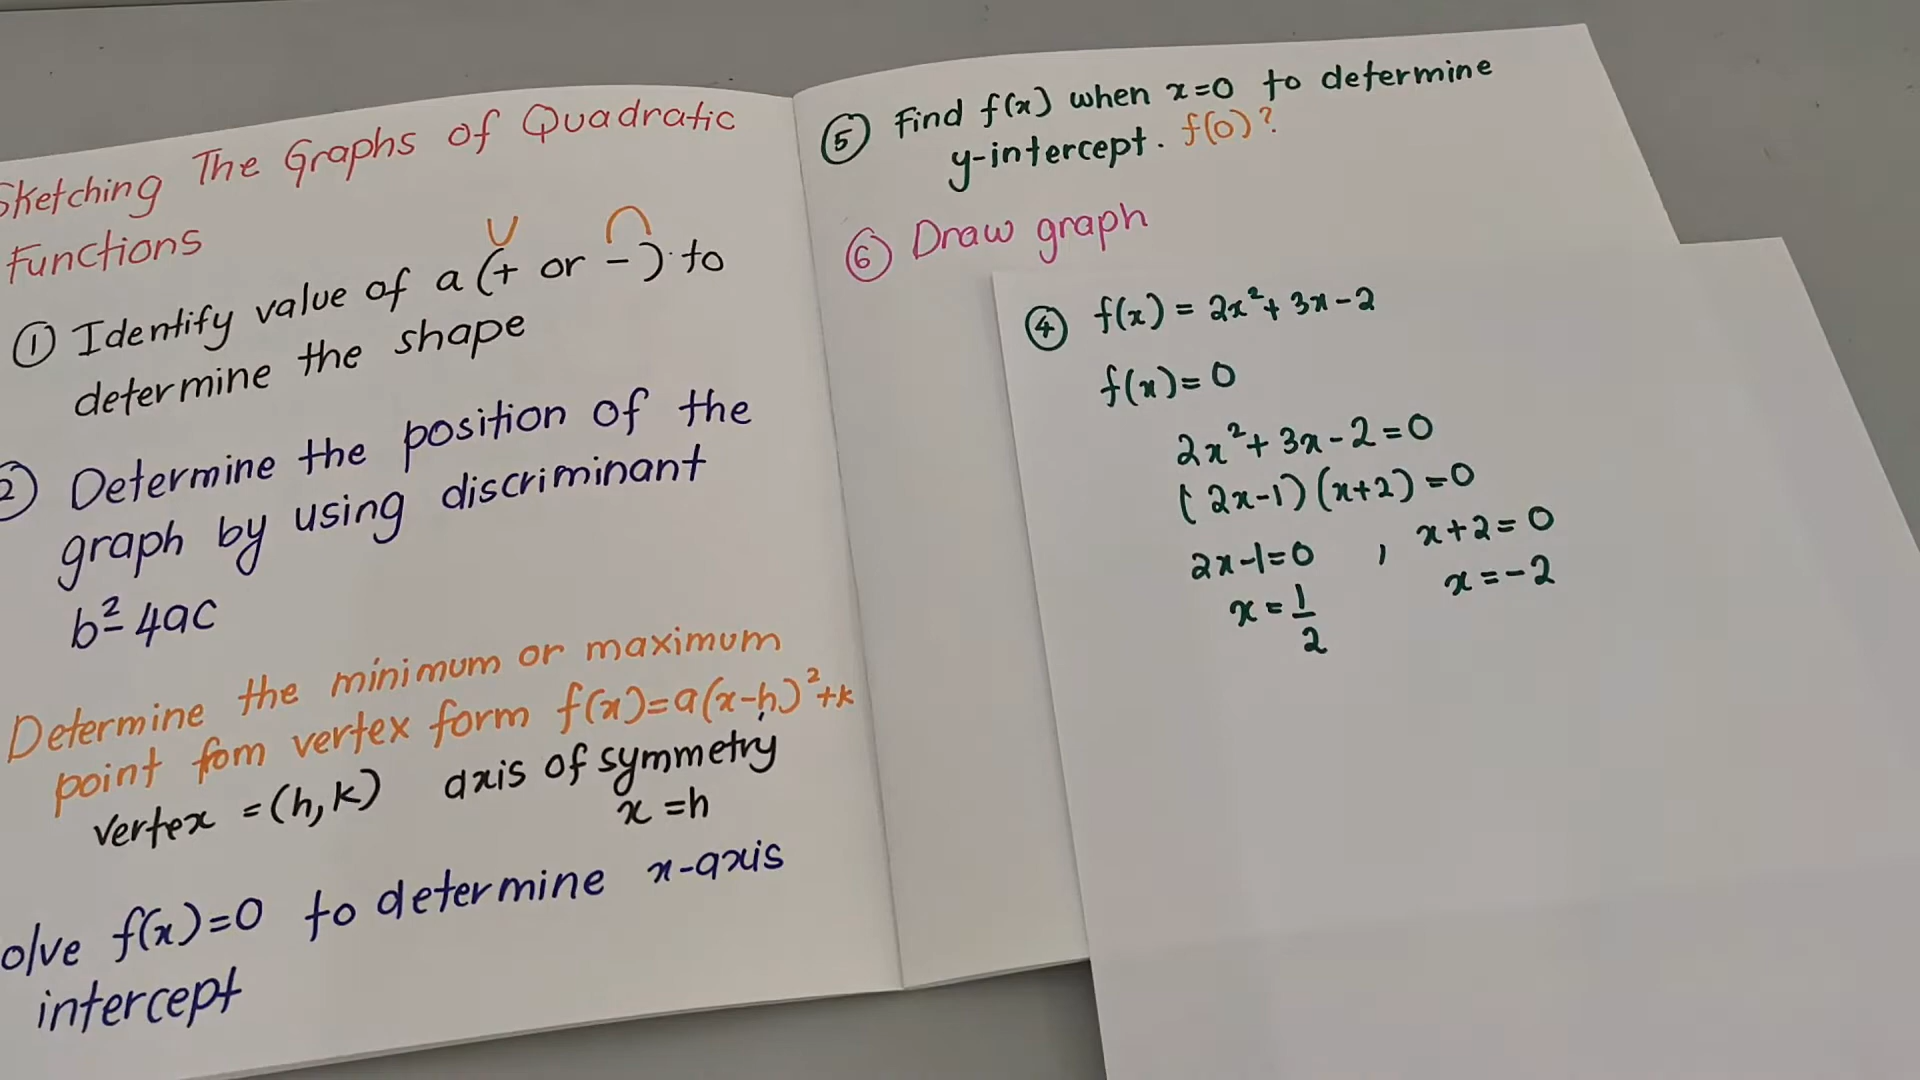 Sketching The Graphs of Quadratic
Functions
① Identify value of a (+ or -) to
determine the shape
② Determine the position of the
graph by using discriminant
b² - 4ac
Determine the minimum or maximum
point fom vertex form f(x)=a(x-h)²+k
vertex = (h,k) axis of symmetry
x = h
olve f(x)=0 to determine x-axis
intercept
⑤ Find f(x) when x=0 to determine
y-intercept. f(0)?
⑥ Draw graph
④ f(x) = 2x²+3x-2
f(x)=0
2x²+3x-2=0
(2x-1)(x+2)=0
2x-1=0 , x+2=0
x = 1/2 x = -2